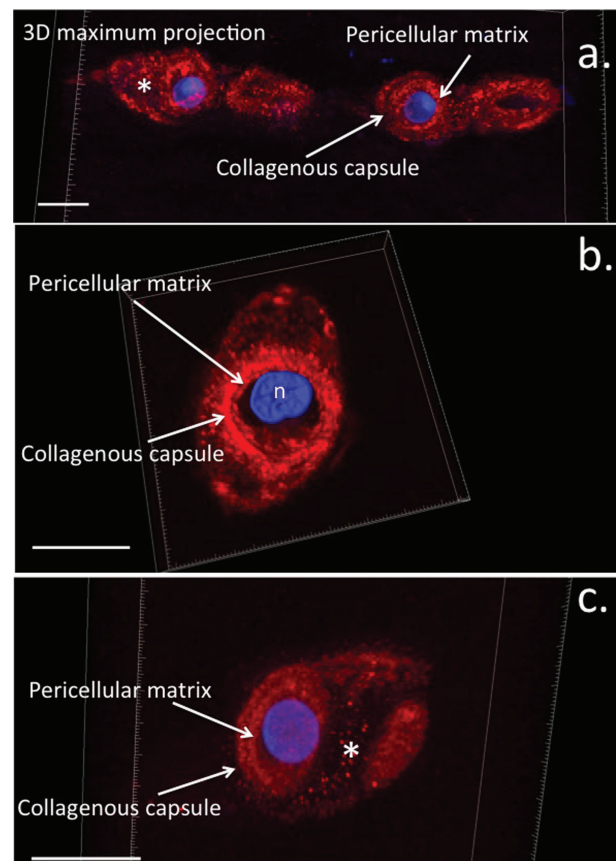 3D maximum projection
Pericellular matrix
a.
*
Collagenous capsule
b.
Pericellular matrix
n
Collagenous capsule
c.
Pericellular matrix
*
Collagenous capsule